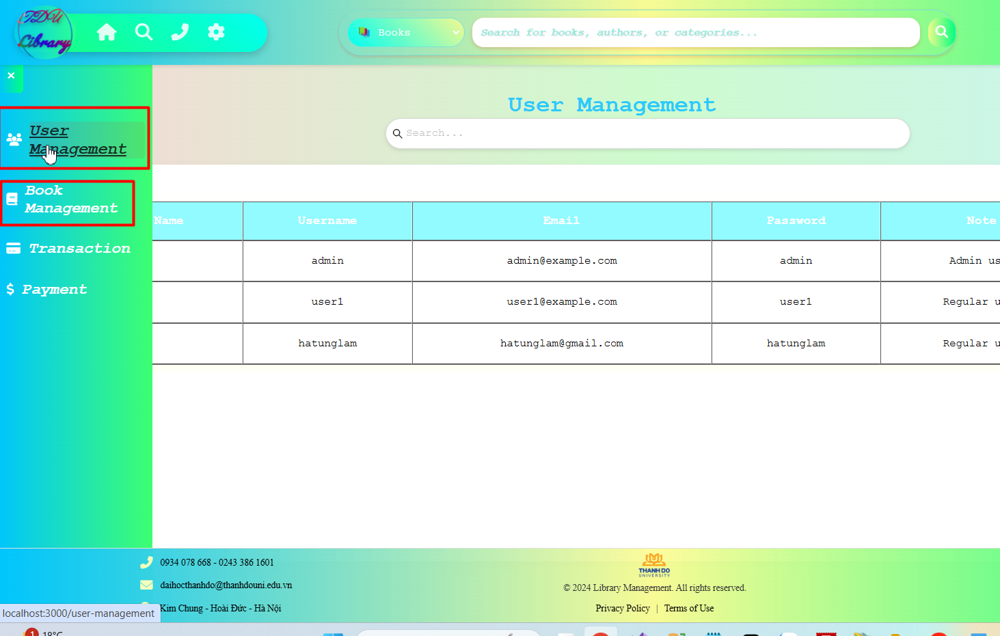 TDU
Library
Books
Search for books, authors, or categories...
×
User
Management
Book
Management
Transaction
$ Payment
User Management
Search...
Name Username Email Password Note
admin admin@example.com admin Admin us
user1 user1@example.com user1 Regular u
hatunglam hatunglam@gmail.com hatunglam Regular u
0934 078 668 - 0243 386 1601
daihocthanhdo@thanhdouni.edu.vn
Kim Chung - Hoài Đức - Hà Nội
THANH DO
UNIVERSITY
© 2024 Library Management. All rights reserved.
Privacy Policy | Terms of Use
localhost:3000/user-management
1 18°C